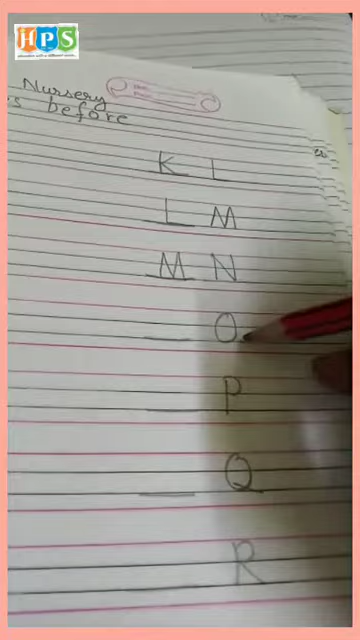 HPS
Nursery
s before
K L
L M
M N
_ O
_ P
_ Q
_ R